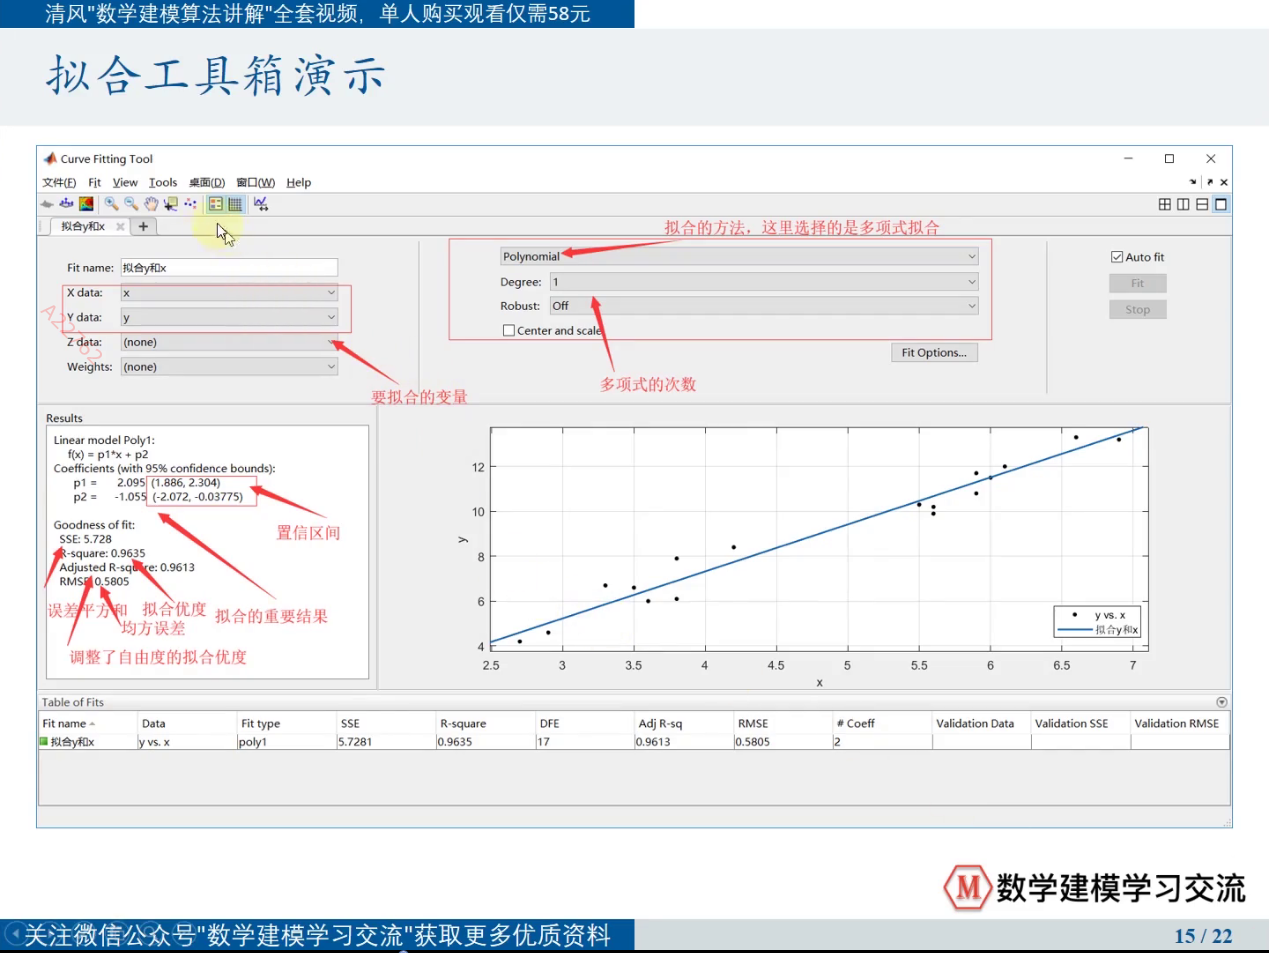 清风"数学建模算法讲解"全套视频，单人购买观看仅需58元
拟合工具箱演示
Curve Fitting Tool
文件(F) Fit View Tools 桌面(D) 窗口(W) Help
拟合y和x
拟合的方法，这里选择的是多项式拟合
Fit name: 拟合y和x
X data: x
Y data: y
Z data: (none)
Weights: (none)
要拟合的变量
Polynomial
Degree: 1
Robust: Off
Center and scale
多项式的次数
Fit Options...
Auto fit
Fit
Stop
Results
Linear model Poly1:
f(x) = p1*x + p2
Coefficients (with 95% confidence bounds):
p1 = 2.095 (1.886, 2.304)
p2 = -1.055 (-2.072, -0.03775)
置信区间
Goodness of fit:
SSE: 5.728
R-square: 0.9635
Adjusted R-square: 0.9613
RMSE: 0.5805
误差平方和 拟合优度 拟合的重要结果
均方误差
调整了自由度的拟合优度
12
10
8
6
4
y
2.5 3 3.5 4 4.5 5 5.5 6 6.5 7
x
y vs. x
拟合y和x
Table of Fits
Fit name Data Fit type SSE R-square DFE Adj R-sq RMSE # Coeff Validation Data Validation SSE Validation RMSE
拟合y和x y vs. x poly1 5.7281 0.9635 17 0.9613 0.5805 2
M 数学建模学习交流
关注微信公众号"数学建模学习交流"获取更多优质资料
15 / 22